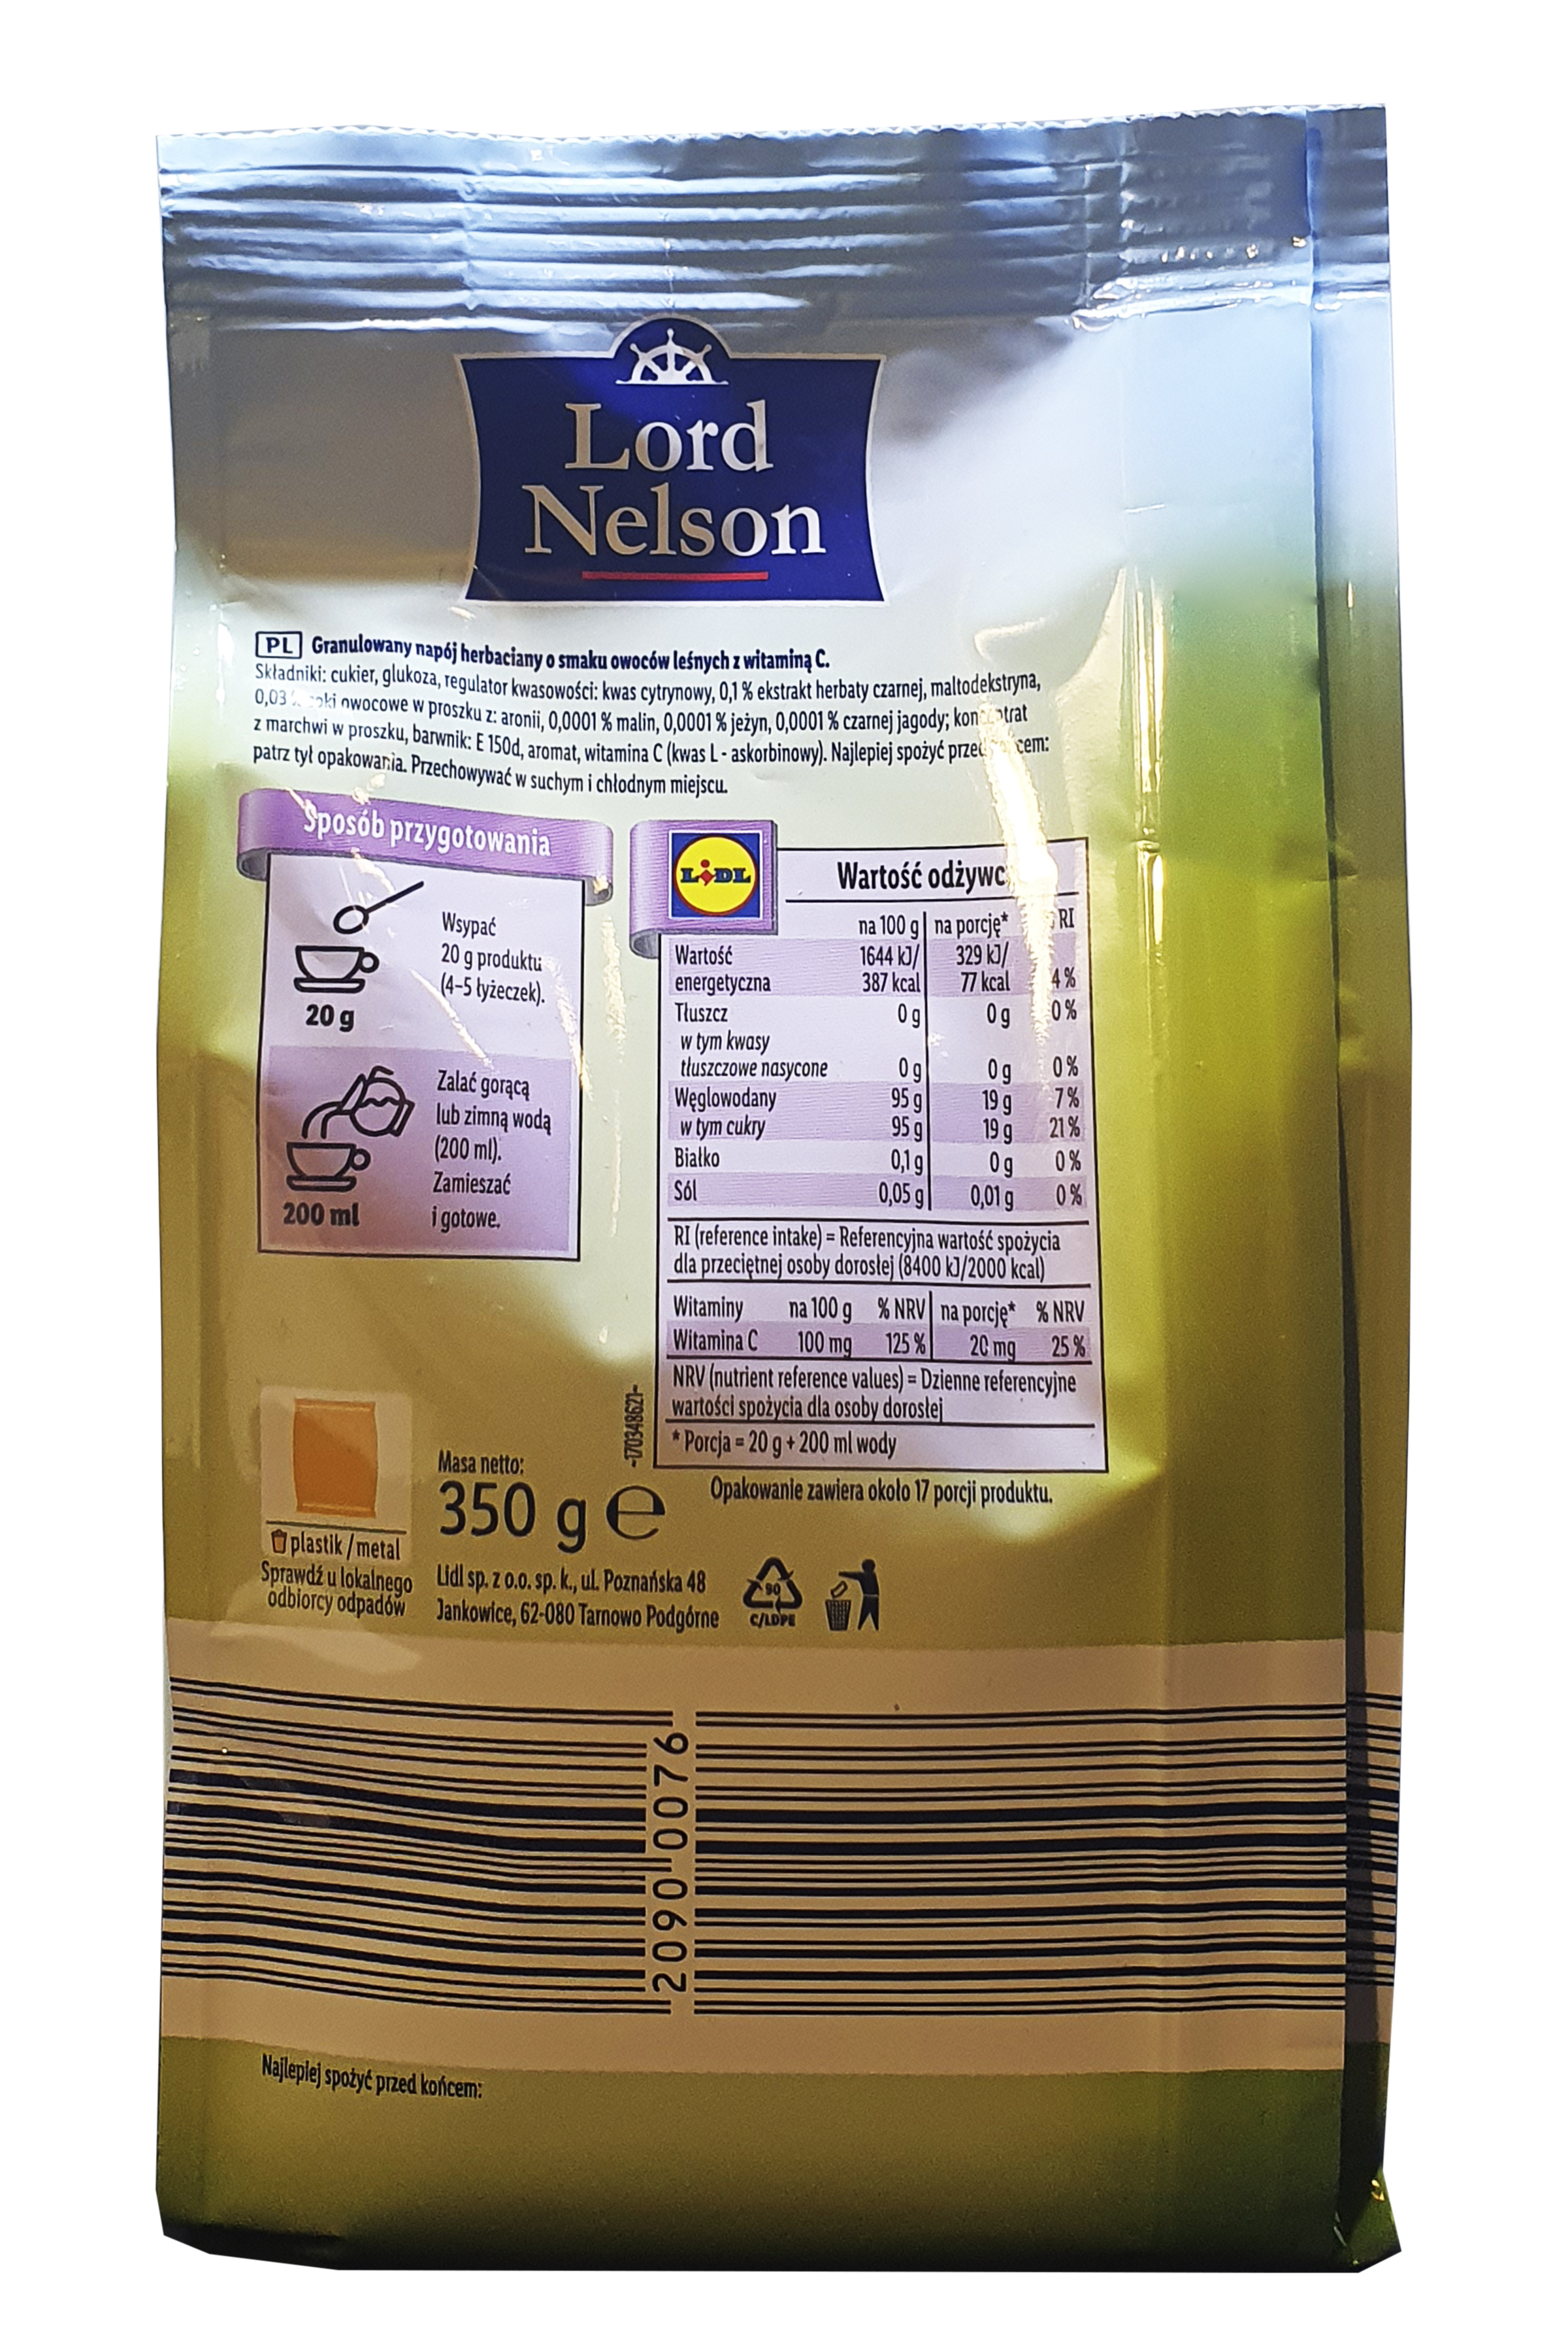 Lord
Nelson
PL Granulowany napój herbaciany o smaku owoców leśnych z witaminą C.
Składniki: cukier, glukoza, regulator kwasowości: kwas cytrynowy, 0,1 % ekstrakt herbaty czarnej, maltodekstryna,
0,03 owocowe w proszku z: aronii, 0,0001 % malin, 0,0001 % jeżyn, 0,0001 % czarnej jagody;
z marchwi w proszku, barwnik: E 150d, aromat, witamina C (kwas L - askorbinowy). Najlepiej spożyć
patrz tył opakowania. Przechowywać w suchym i chłodnym miejscu.
Sposób przygotowania
Wsypać
20 g produktu
(4-5 łyżeczek).
20 g
Zalać gorącą
lub zimną wodą
(200 ml).
Zamieszać
i gotowe.
200 ml
LIDL
Wartość
na 100 g na porcję* RI
Wartość 1644 kJ/ 329 kJ/
energetyczna 387 kcal 77 kcal 4 %
Tłuszcz 0 g 0 g 0 %
w tym kwasy
tłuszczowe nasycone 0 g 0 g 0 %
Węglowodany 95 g 19 g 7 %
w tym cukry 95 g 19 g 21 %
Białko 0,1 g 0 g 0 %
Sól 0,05 g 0,01 g 0 %
RI (reference intake) = Referencyjna wartość spożycia
dla przeciętnej osoby dorosłej (8400 kJ/2000 kcal)
Witaminy na 100 g % NRV na porcję* % NRV
Witamina C 100 mg 125 % 20 mg 25 %
NRV (nutrient reference values) = Dzienne referencyjne
wartości spożycia dla osoby dorosłej
* Porcja = 20 g + 200 ml wody
Opakowanie zawiera około 17 porcji produktu.
-170348621-
Masa netto:
350 g e
plastik / metal
Sprawdź u lokalnego
odbiorcy odpadów
Lidl sp. z o.o. sp. k., ul. Poznańska 48
Jankowice, 62-080 Tarnowo Podgórne
90
C/LDPE
2090 0076
Najlepiej spożyć przed końcem: